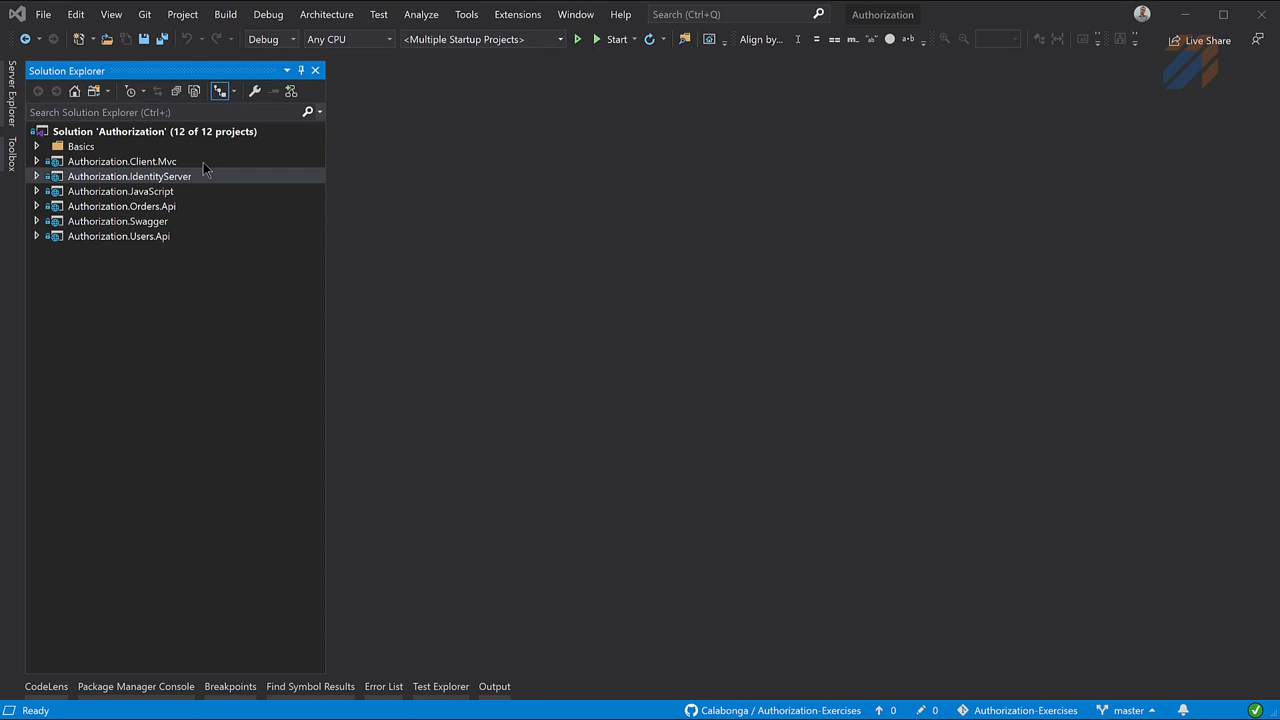 File Edit View Git Project Build Debug Architecture Test Analyze Tools Extensions Window Help Search (Ctrl+Q) Authorization
Debug Any CPU <Multiple Startup Projects> Start Align by... Live Share
Server Explorer
Toolbox
Solution Explorer
Search Solution Explorer (Ctrl+;)
Solution 'Authorization' (12 of 12 projects)
Basics
Authorization.Client.Mvc
Authorization.IdentityServer
Authorization.JavaScript
Authorization.Orders.Api
Authorization.Swagger
Authorization.Users.Api
CodeLens Package Manager Console Breakpoints Find Symbol Results Error List Test Explorer Output
Ready Calabonga / Authorization-Exercises 0 0 Authorization-Exercises master